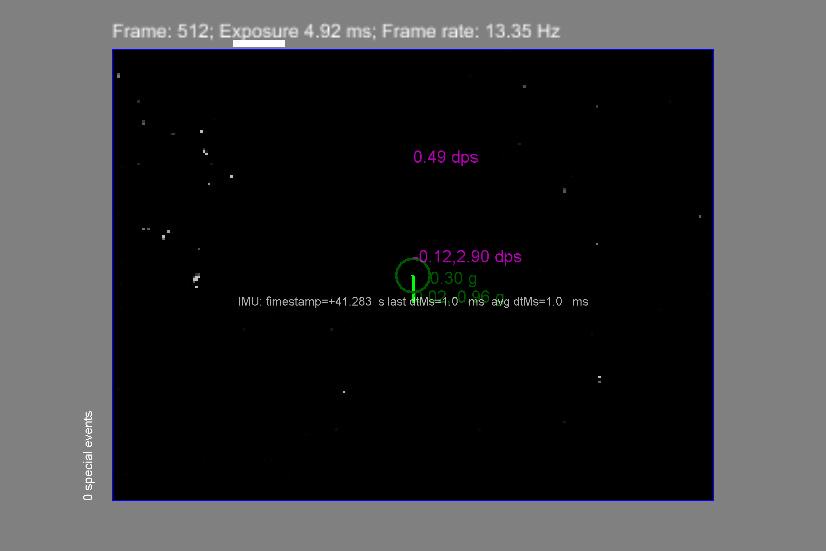 Frame: 512; Exposure 4.92 ms; Frame rate: 13.35 Hz
0.49 dps
-0.12,2.90 dps
0.30 g
IMU: timestamp=+41.283 s last dtMs=1.0 ms avg dtMs=1.0 ms
0 special events